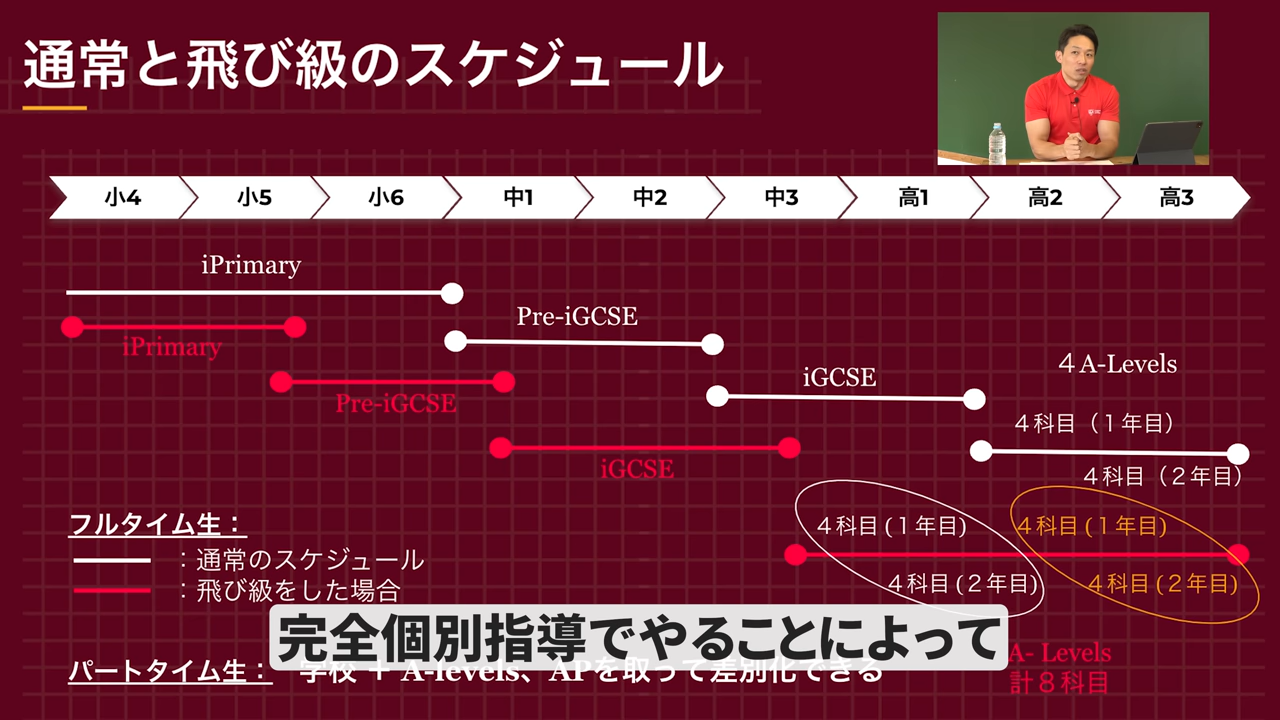 通常と飛び級のスケジュール
小4 小5 小6 中1 中2 中3 高1 高2 高3
iPrimary
iPrimary
Pre-iGCSE
Pre-iGCSE
iGCSE
iGCSE
４A-Levels
４科目（１年目）
４科目（２年目）
４科目(１年目)
４科目(２年目)
４科目(１年目)
４科目(２年目)
フルタイム生：
：通常のスケジュール
：飛び級をした場合
完全個別指導でやることによって
パートタイム生： 学校 ＋ A-levels、APを取って差別化できる
A- Levels
計８科目